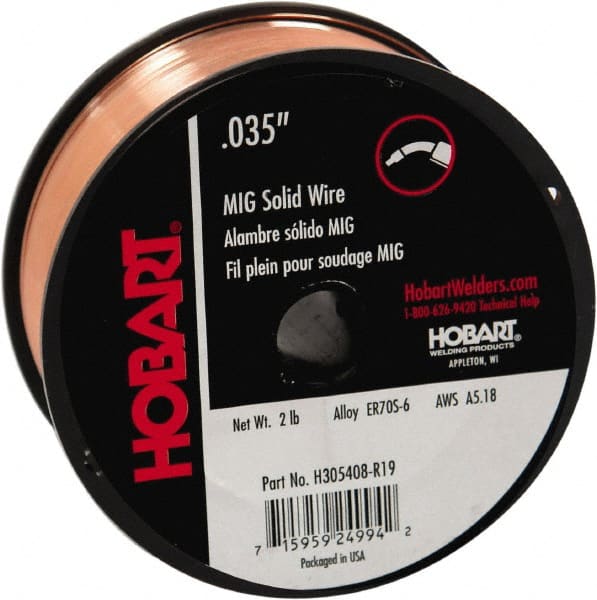 .035"
MIG Solid Wire
Alambre sólido MIG
Fil plein pour soudage MIG
HOBART®
HobartWelders.com
1-800-626-9420 Technical Help
HOBART®
WELDING PRODUCTS
APPLETON, WI
Net Wt. 2 lb Alloy ER70S-6 AWS A5.18
Part No. H305408-R19
7 15959 24994 2
Packaged in USA